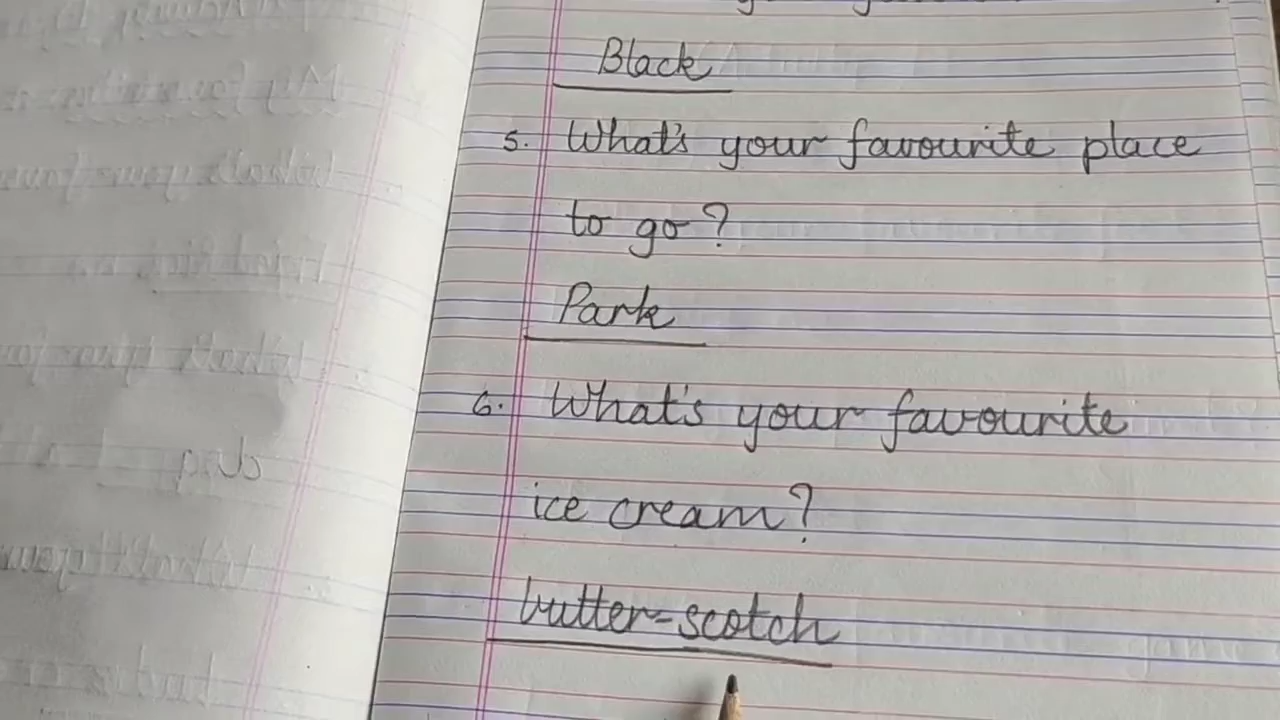 Black
5. What's your favourite place
to go?
Park
6. What's your favourite
ice cream?
butter-scotch